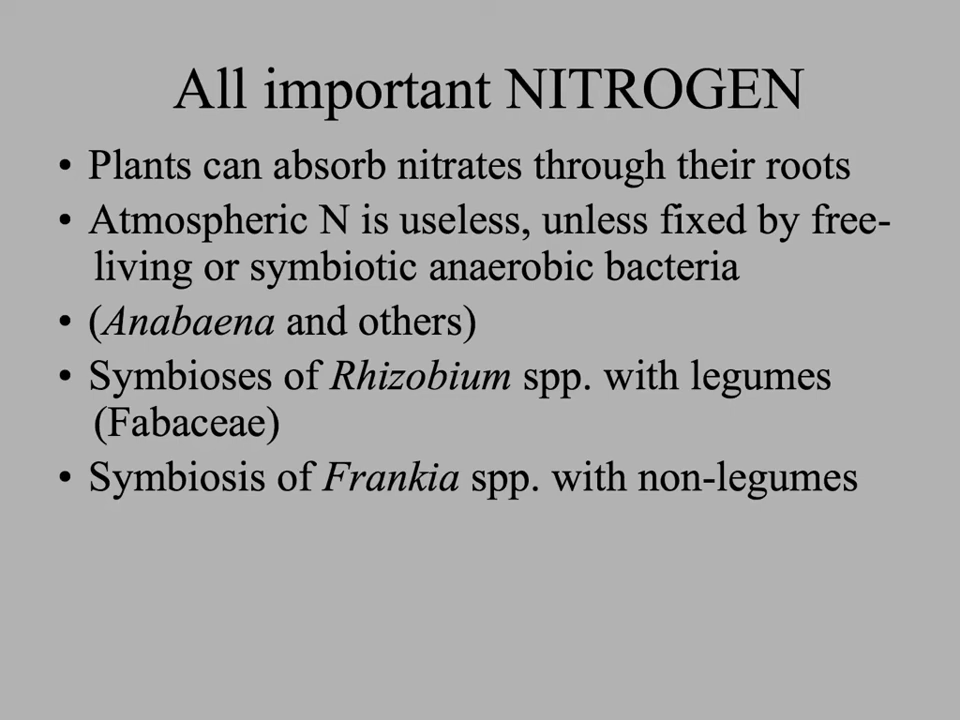 All important NITROGEN
• Plants can absorb nitrates through their roots
• Atmospheric N is useless, unless fixed by free-
living or symbiotic anaerobic bacteria
• (Anabaena and others)
• Symbioses of Rhizobium spp. with legumes
(Fabaceae)
• Symbiosis of Frankia spp. with non-legumes